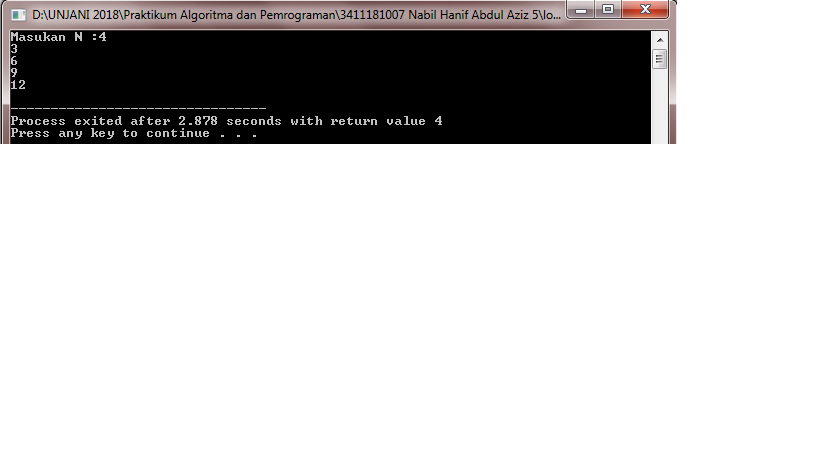 D:\UNJANI 2018\Praktikum Algoritma dan Pemrograman\3411181007 Nabil Hanif Abdul Aziz 5\lo...
Masukan N :4
3
6
9
12
--------------------------------
Process exited after 2.878 seconds with return value 4
Press any key to continue . . .